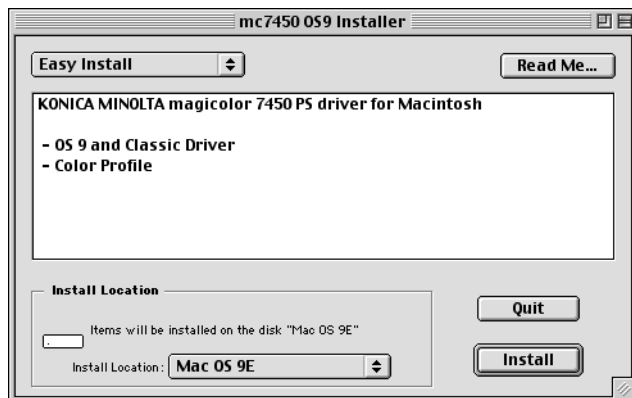 mc7450 OS9 Installer
Easy Install
Read Me...
KONICA MINOLTA magicolor 7450 PS driver for Macintosh
- OS 9 and Classic Driver
- Color Profile
Install Location
Items will be installed on the disk "Mac OS 9E"
Install Location: Mac OS 9E
Quit
Install